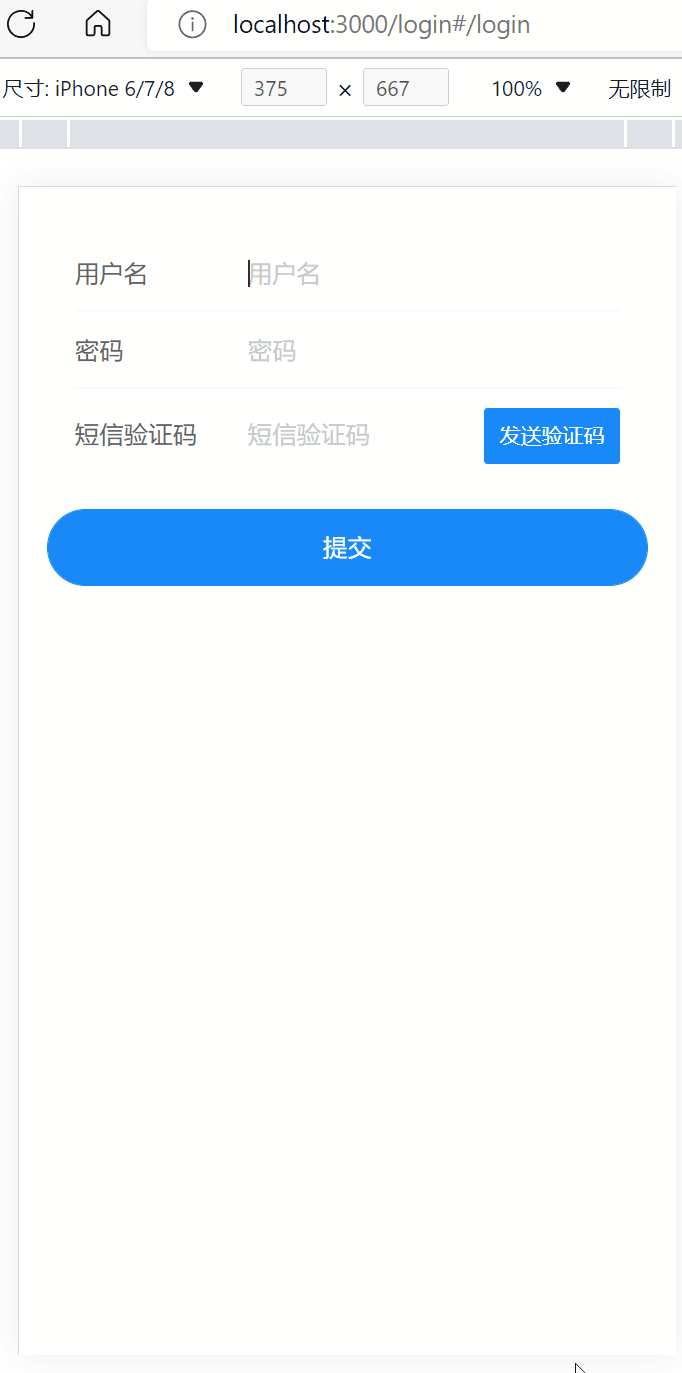 localhost:3000/login#/login
尺寸: iPhone 6/7/8 375 × 667 100% 无限制
用户名 用户名
密码 密码
短信验证码 短信验证码 发送验证码
提交